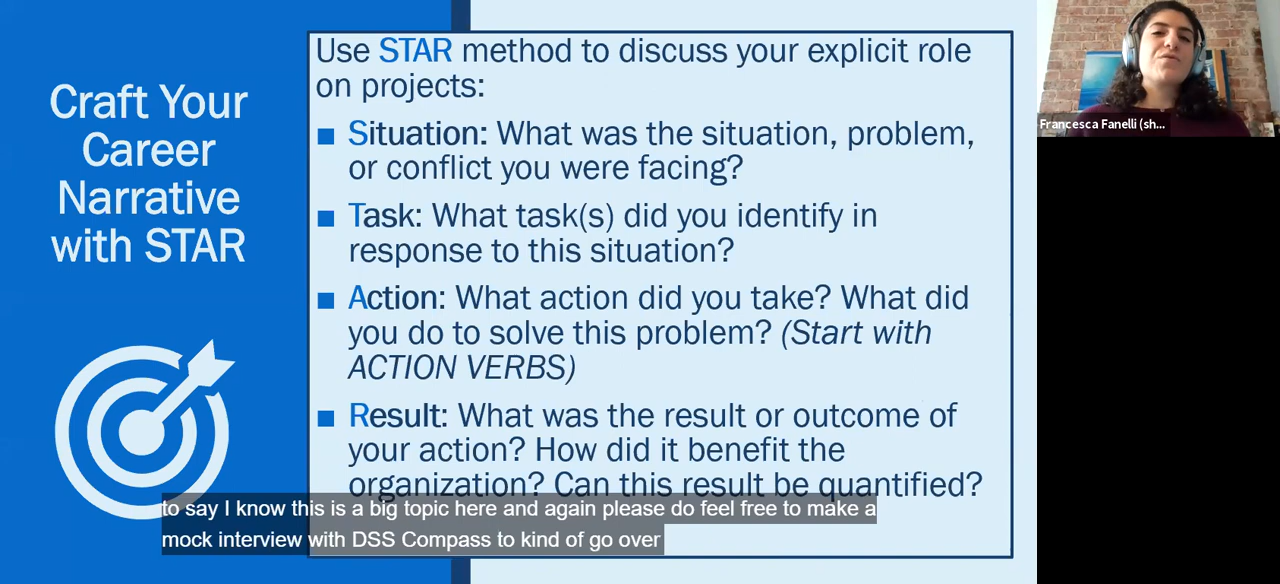 Craft Your
Career
Narrative
with STAR
Use STAR method to discuss your explicit role
on projects:
■ Situation: What was the situation, problem,
or conflict you were facing?
■ Task: What task(s) did you identify in
response to this situation?
■ Action: What action did you take? What did
you do to solve this problem? (Start with
ACTION VERBS)
■ Result: What was the result or outcome of
your action? How did it benefit the
organization? Can this result be quantified?
to say I know this is a big topic here and again please do feel free to make a
mock interview with DSS Compass to kind of go over
Francesca Fanelli (sh...